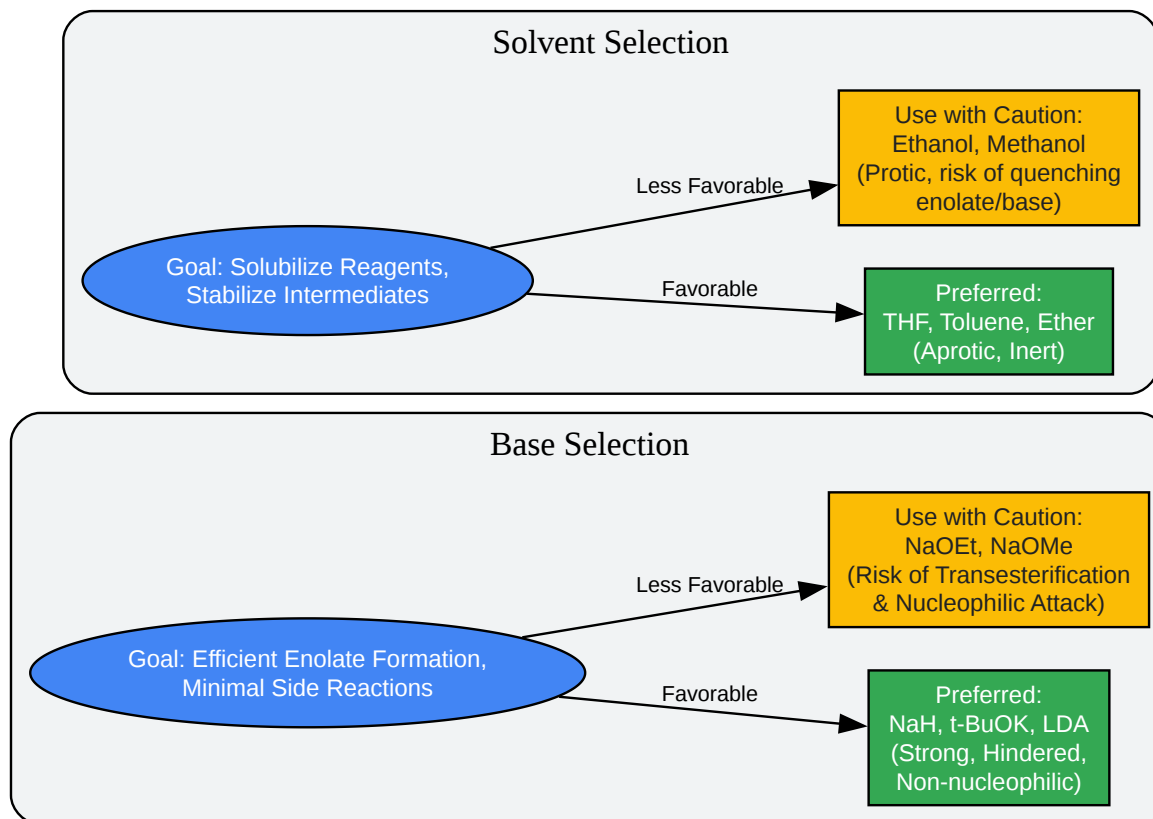 Solvent Selection
Use with Caution:
Ethanol, Methanol
(Protic, risk of quenching
enolate/base)
Less Favorable
Goal: Solubilize Reagents,
Stabilize Intermediates
Favorable
Preferred:
THF, Toluene, Ether
(Aprotic, Inert)
Base Selection
Use with Caution:
NaOEt, NaOMe
(Risk of Transesterification
& Nucleophilic Attack)
Less Favorable
Goal: Efficient Enolate Formation,
Minimal Side Reactions
Favorable
Preferred:
NaH, t-BuOK, LDA
(Strong, Hindered,
Non-nucleophilic)